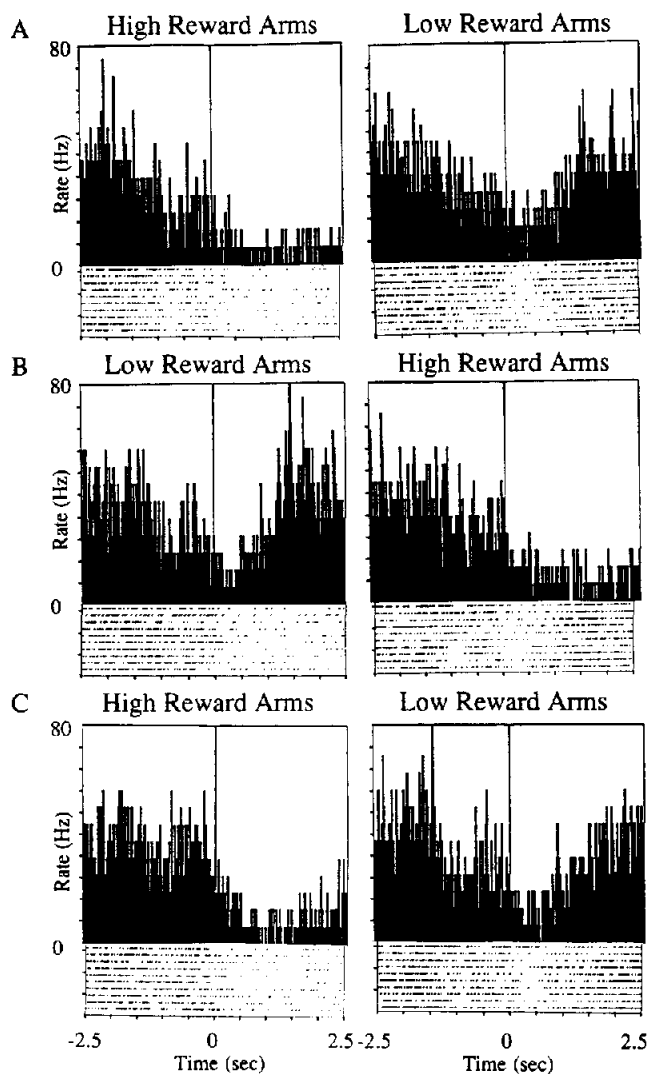 A
High Reward Arms
Low Reward Arms
80
Rate (Hz)
0
B
Low Reward Arms
High Reward Arms
80
Rate (Hz)
0
C
High Reward Arms
Low Reward Arms
80
Rate (Hz)
0
-2.5 0 2.5 -2.5 0 2.5
Time (sec) Time (sec)